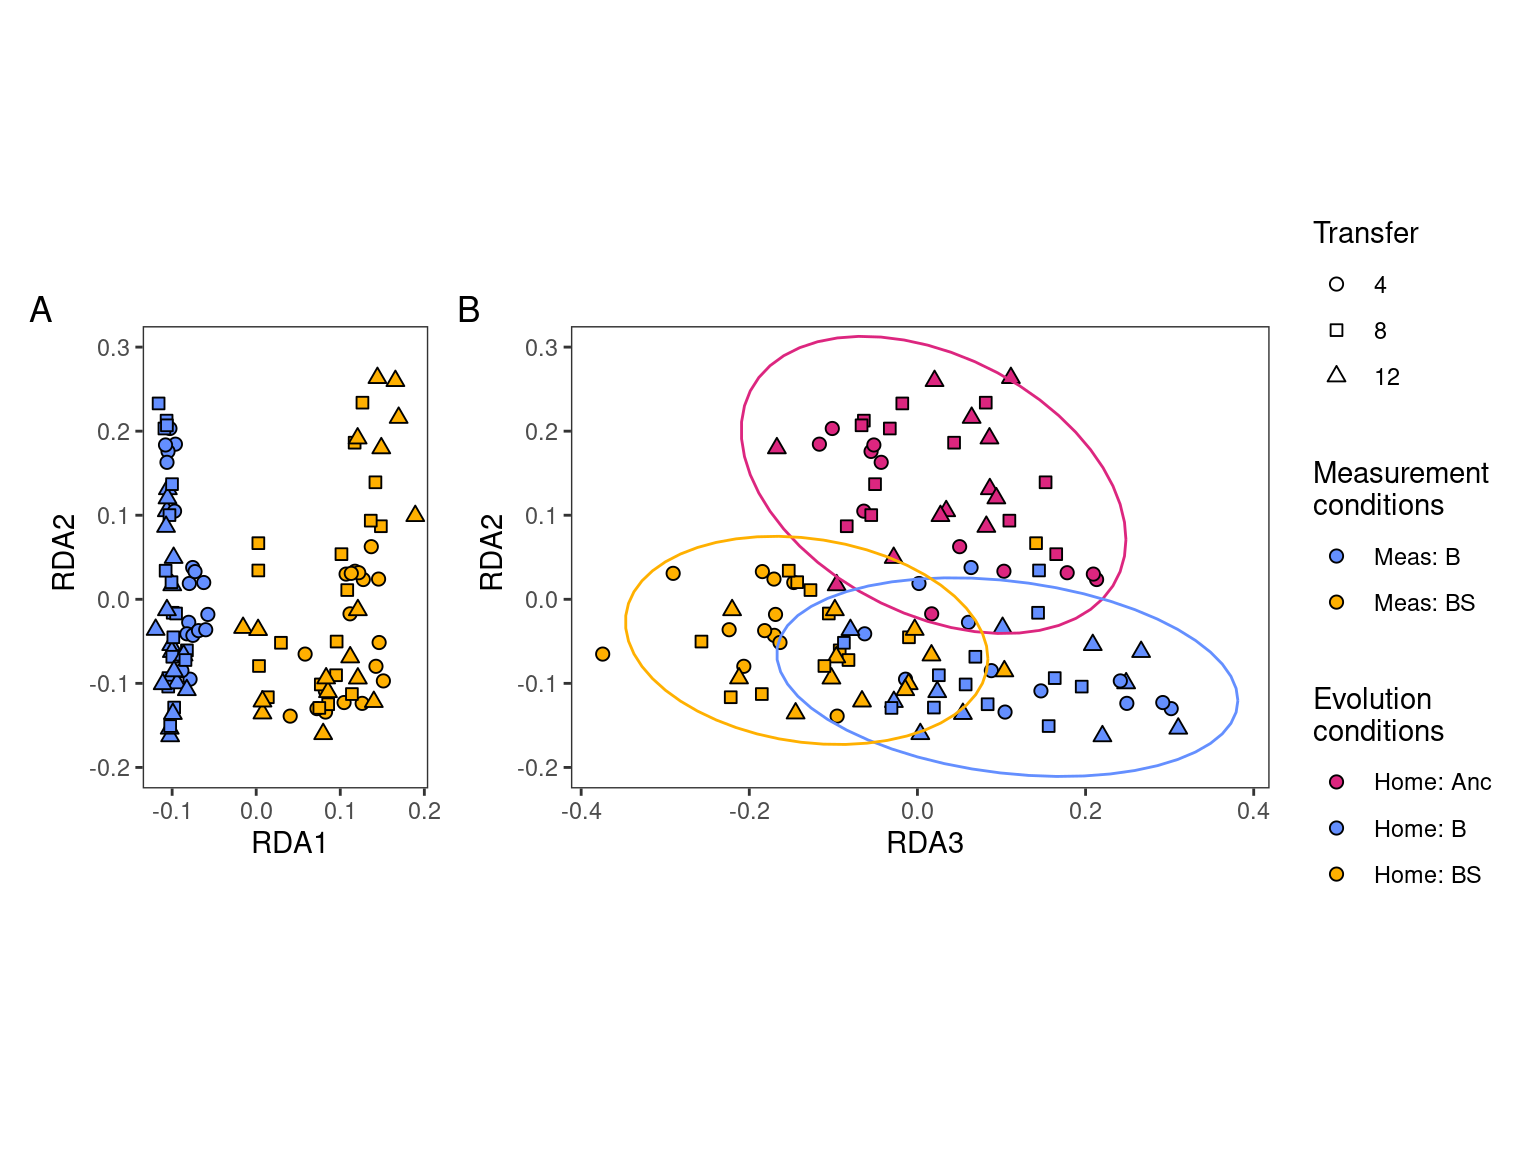 A
B
0.3
0.2
0.1
0.0
-0.1
-0.2
RDA2
-0.1
0.0
0.1
0.2
RDA1
0.3
0.2
0.1
0.0
-0.1
-0.2
RDA2
-0.4
-0.2
0.0
0.2
0.4
RDA3
Transfer
4
8
12
Measurement
conditions
Meas: B
Meas: BS
Evolution
conditions
Home: Anc
Home: B
Home: BS